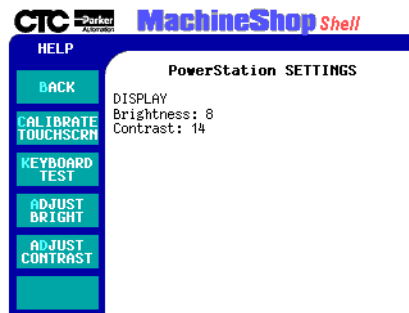 CTC Parker Automation MachineShop Shell
HELP
PowerStation SETTINGS
BACK
DISPLAY
Brightness: 8
Contrast: 14
CALIBRATE
TOUCHSCRN
KEYBOARD
TEST
ADJUST
BRIGHT
ADJUST
CONTRAST